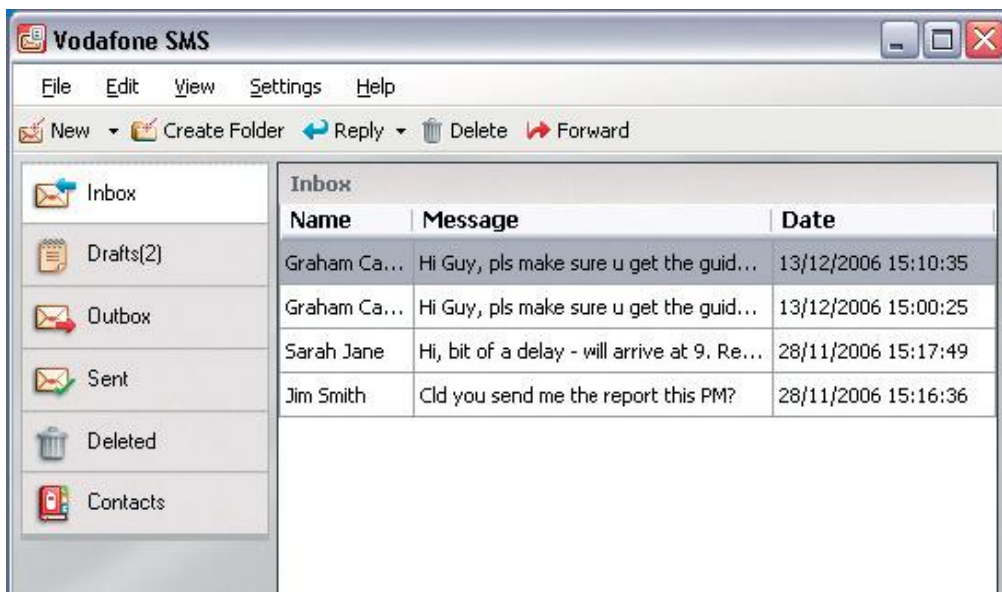 Vodafone SMS
File Edit View Settings Help
New Create Folder Reply Delete Forward
Inbox
Drafts(2)
Outbox
Sent
Deleted
Contacts
Inbox
Name Message Date
Graham Ca... Hi Guy, pls make sure u get the guid... 13/12/2006 15:10:35
Graham Ca... Hi Guy, pls make sure u get the guid... 13/12/2006 15:00:25
Sarah Jane Hi, bit of a delay - will arrive at 9. Re... 28/11/2006 15:17:49
Jim Smith Cld you send me the report this PM? 28/11/2006 15:16:36